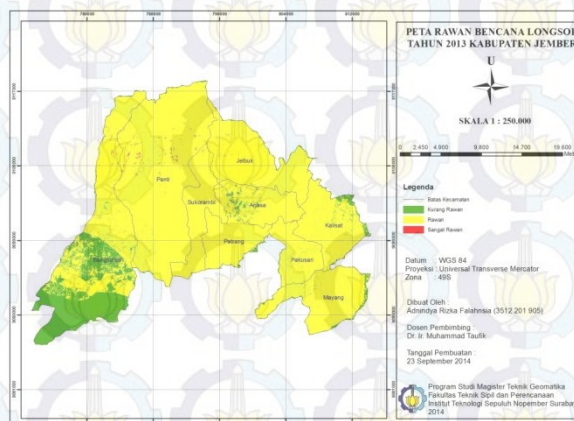 PETA RAWAN BENCANA LONGSOR
TAHUN 2013 KABUPATEN JEMBER
U
SKALA 1 : 250.000
0 2.450 4.900 9.800 14.700 19.600
Legenda
Batas Kecamatan
Kurang Rawan
Rawan
Sangat Rawan
Datum : WGS 84
Proyeksi : Universal Transverse Mercator
Zona : 49S
Dibuat Oleh :
Adnindya Rizka Falahnsia (3512 201 905)
Dosen Pembimbing :
Dr. Ir. Muhammad Taufik
Tanggal Pembuatan :
23 September 2014
Program Studi Magister Teknik Geomatika
Fakultas Teknik Sipil dan Perencanaan
Institut Teknologi Sepuluh Nopember Surabaya
2014
Jelbuk
Panti
Sukorambi
Arjasa
Kalisat
Patrang
Pakusari
Mayang